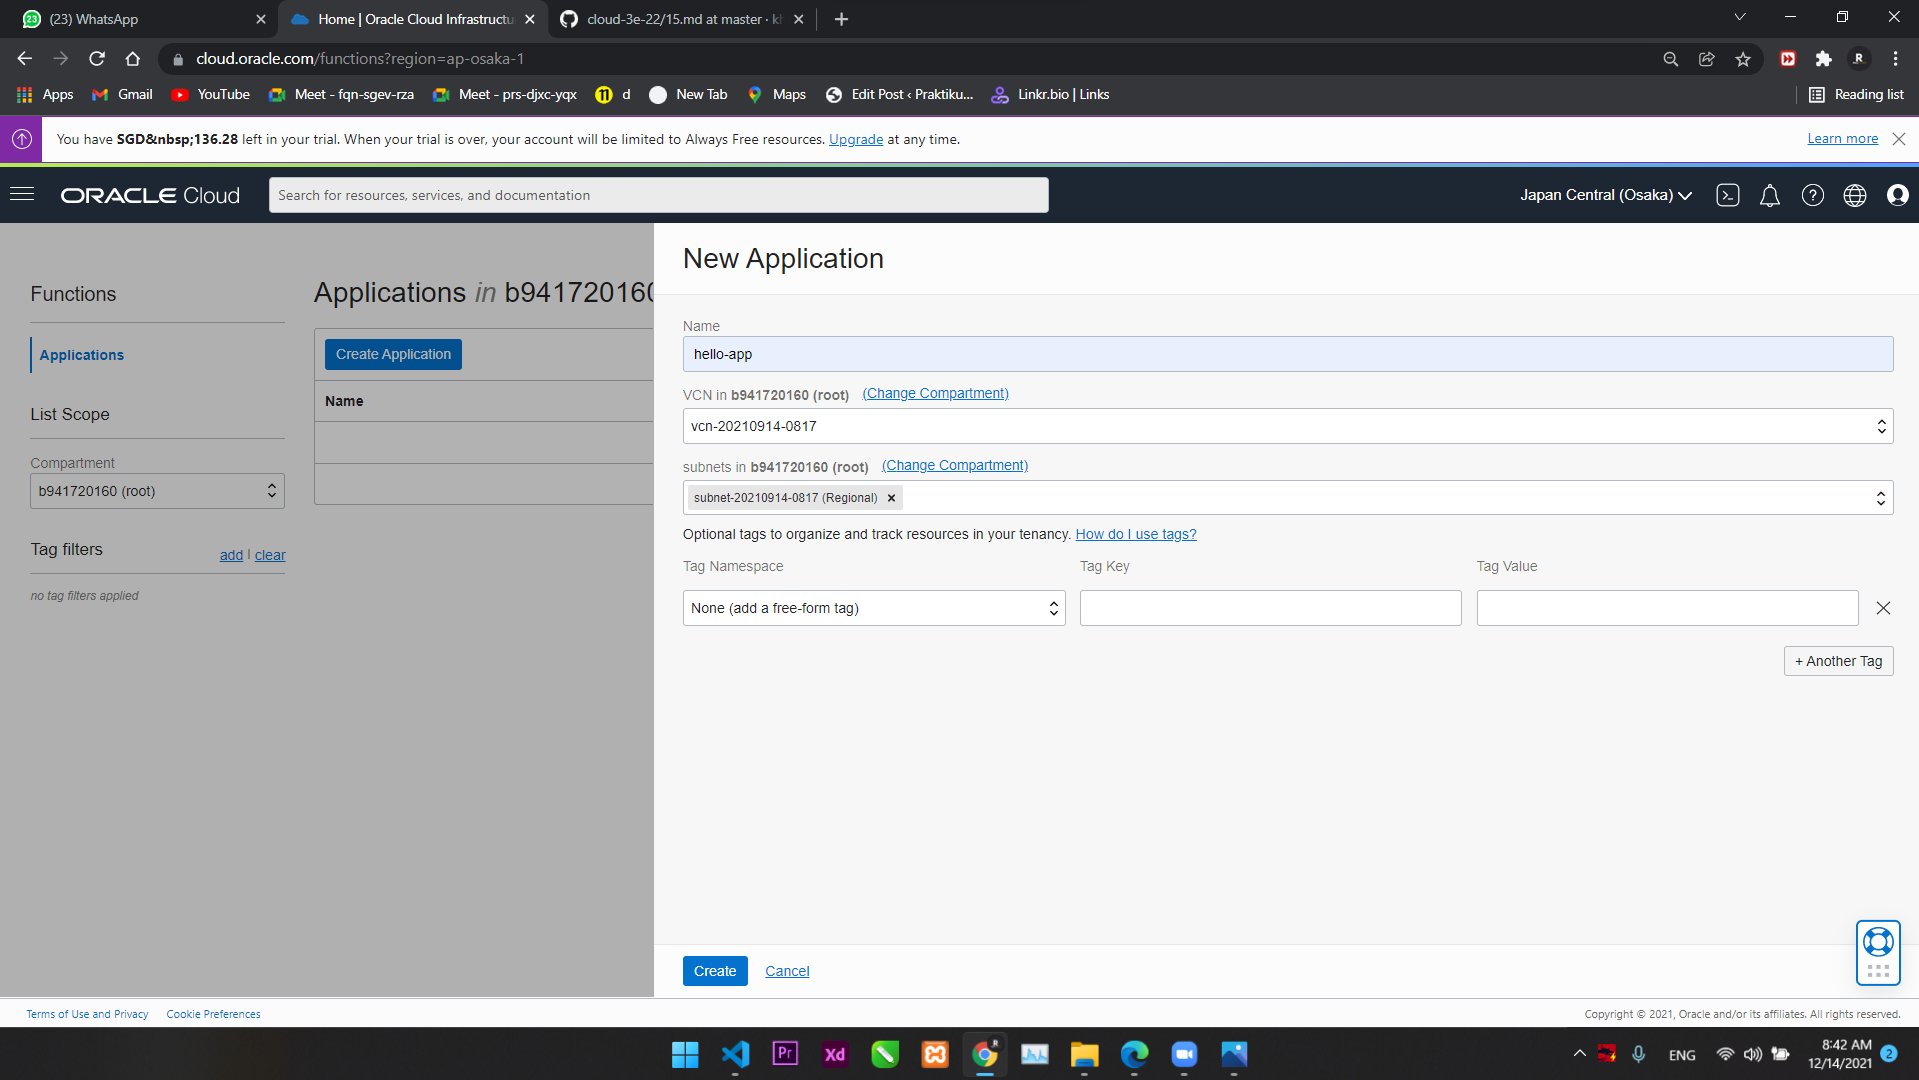 (23) WhatsApp
Home | Oracle Cloud Infrastructu
cloud-3e-22/15.md at master · kh
cloud.oracle.com/functions?region=ap-osaka-1
R
Apps
Gmail
YouTube
Meet - fqn-sgev-rza
Meet - prs-djxc-yqx
d
New Tab
Maps
Edit Post ‹ Praktiku...
Linkr.bio | Links
Reading list
You have SGD&nbsp;136.28 left in your trial. When your trial is over, your account will be limited to Always Free resources. Upgrade at any time.
Learn more
ORACLE Cloud
Search for resources, services, and documentation
Japan Central (Osaka)
Functions
Applications
List Scope
Compartment
b941720160 (root)
Tag filters
add | clear
no tag filters applied
Applications in b941720160
Create Application
Name
New Application
Name
hello-app
VCN in b941720160 (root) (Change Compartment)
vcn-20210914-0817
subnets in b941720160 (root) (Change Compartment)
subnet-20210914-0817 (Regional)
Optional tags to organize and track resources in your tenancy. How do I use tags?
Tag Namespace
Tag Key
Tag Value
None (add a free-form tag)
+ Another Tag
Create
Cancel
Terms of Use and Privacy
Cookie Preferences
Copyright © 2021, Oracle and/or its affiliates. All rights reserved.
Pr
Xd
R
ENG
8:42 AM
12/14/2021
2